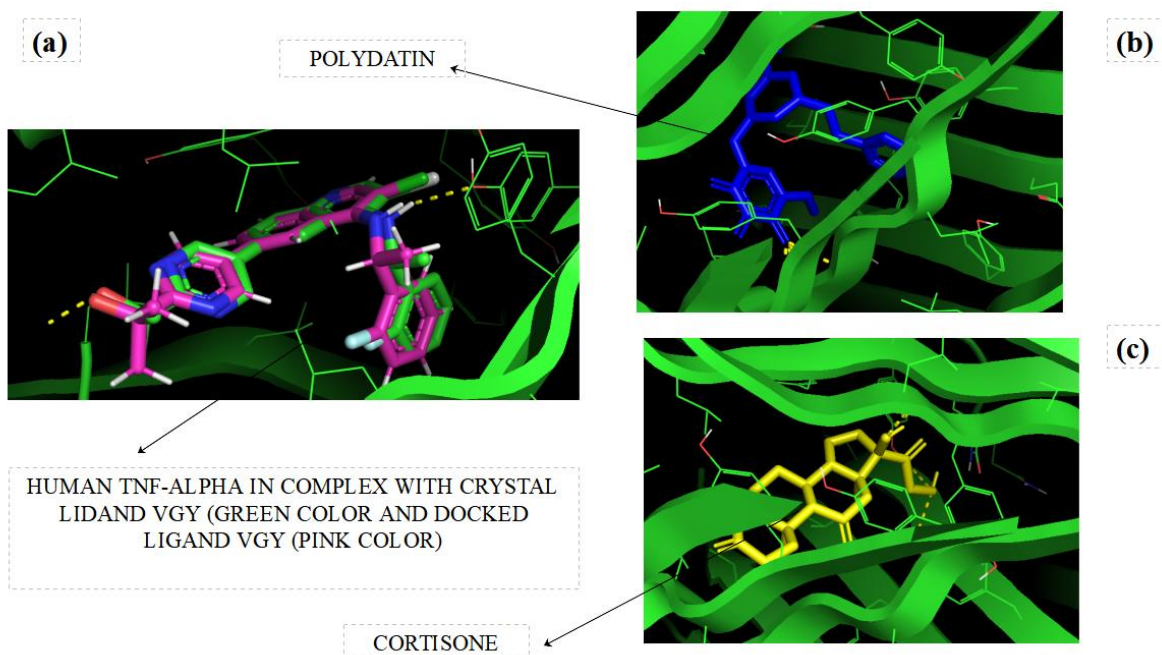 (a)
POLYDATIN
(b)
(c)
HUMAN TNF-ALPHA IN COMPLEX WITH CRYSTAL
LIDAND VGY (GREEN COLOR AND DOCKED
LIGAND VGY (PINK COLOR)
CORTISONE